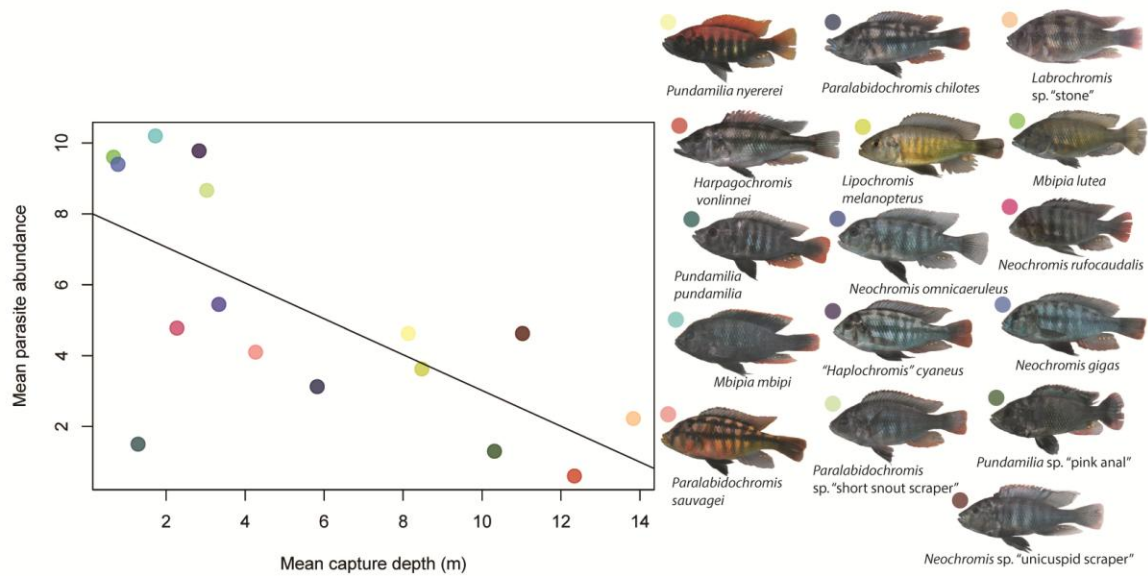 Mean parasite abundance
10
8
6
4
2
2 4 6 8 10 12 14
Mean capture depth (m)
Pundamilia nyererei
Paralabidochromis chilotes
Labrochromis
sp. "stone"
Harpagochromis
vonlinnei
Lipochromis
melanopterus
Mbipia lutea
Pundamilia
pundamilia
Neochromis omnicaeruleus
Neochromis rufocaudalis
Mbipia mbipi
"Haplochromis" cyaneus
Neochromis gigas
Paralabidochromis
sauvagei
Paralabidochromis
sp. "short snout scraper"
Pundamilia sp. "pink anal"
Neochromis sp. "unicuspid scraper"